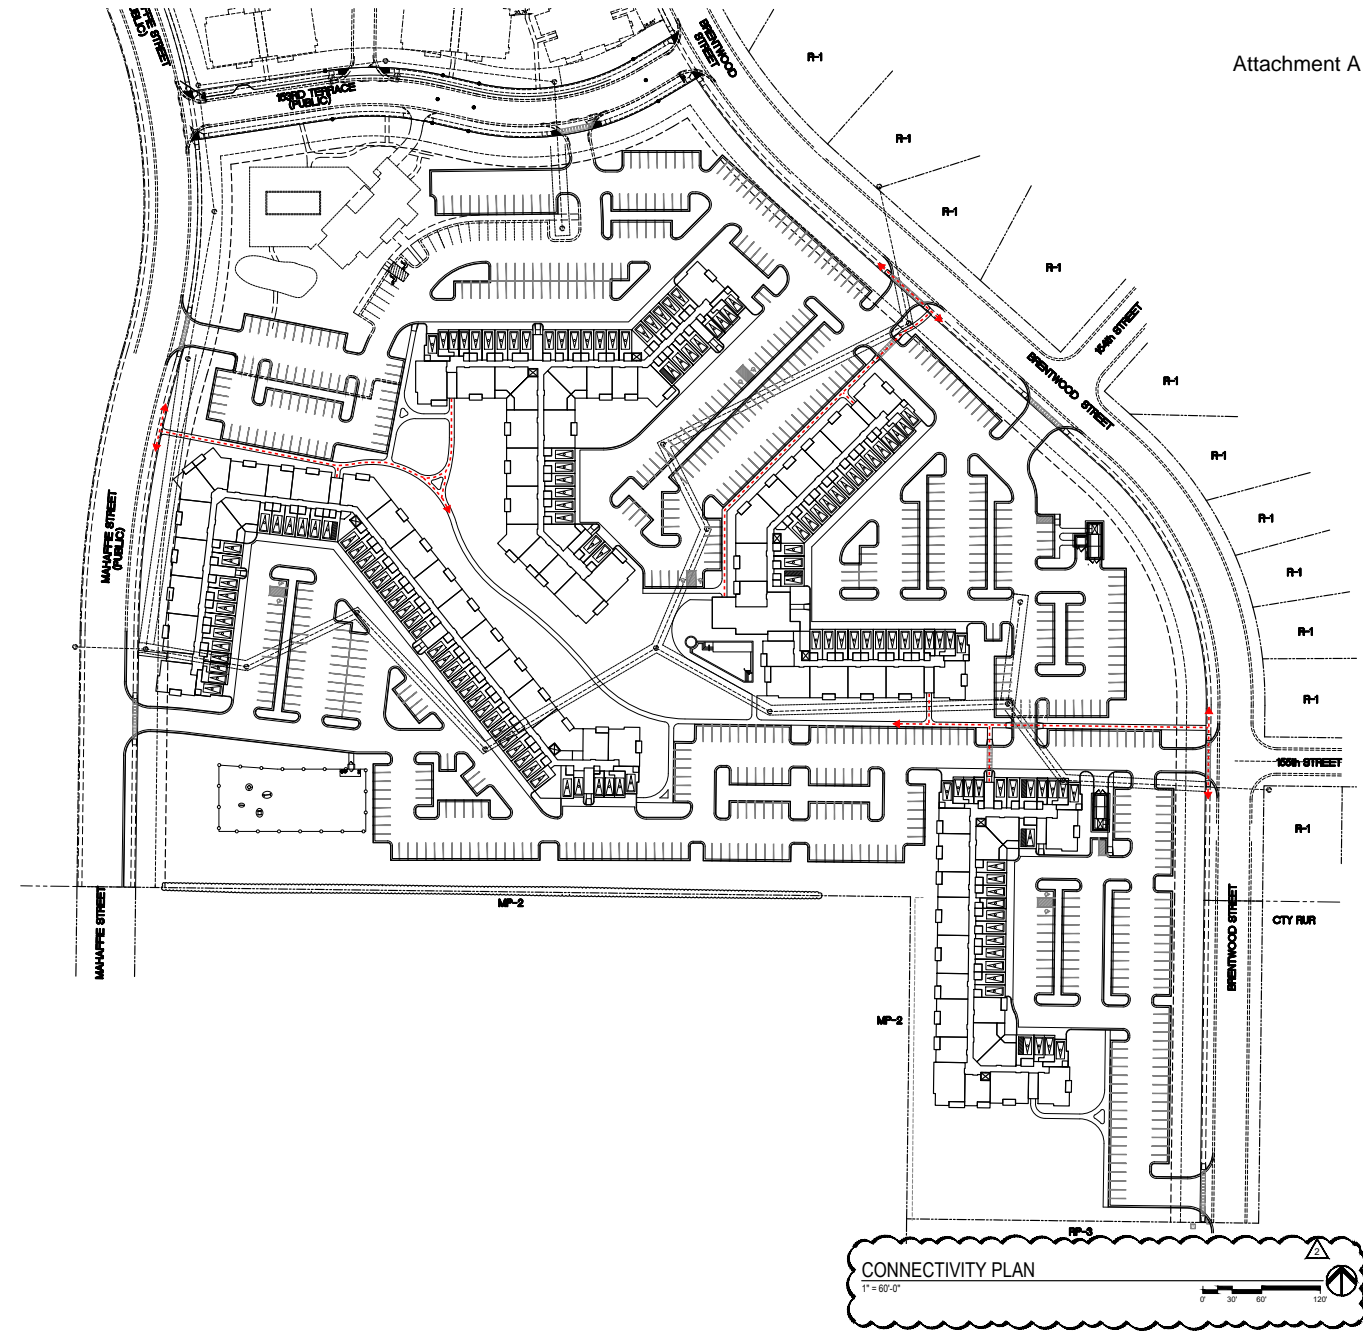 Attachment A
BRENTWOOD
STREET
R-1
153RD TERRACE
(PUBLIC)
R-1
R-1
R-1
154th STREET
BRENTWOOD STREET
R-1
R-1
MAHAFFIE STREET
(PUBLIC)
R-1
R-1
R-1
R-1
155th STREET
R-1
MAHAFFIE STREET
MP-2
BRENTWOOD STREET
CTY RUR
MP-2
RP-3
2
CONNECTIVITY PLAN
1" = 60'-0"
0' 30' 60' 120'